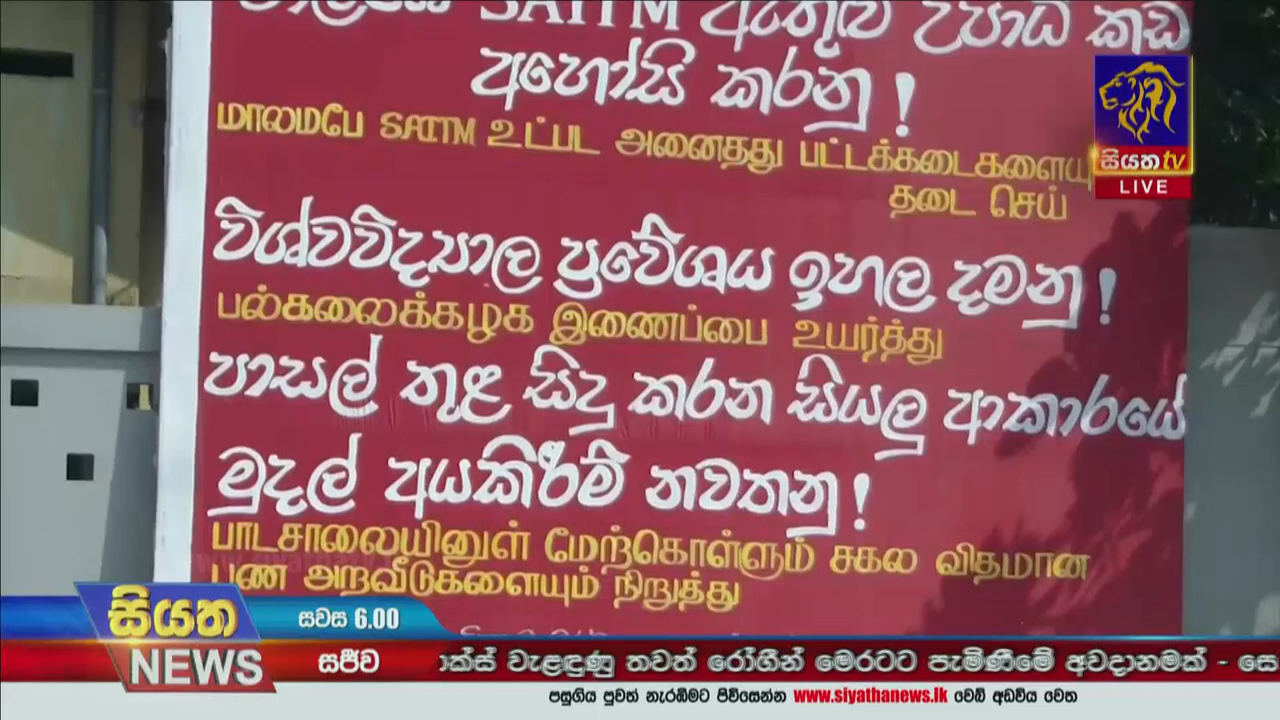 SAITM ඇතුළු උපාධි කඩ
අහෝසි කරනු !
மாலமபே SAITM உட்பட அனைதது பட்டக்கடைகளையு
தடை செய்
විශ්වවිද්‍යාල ප්‍රවේශය ඉහල දමනු !
பல்கலைக்கழக இணைப்பை உயர்த்து
පාසල් තුළ සිදු කරන සියලු ආකාරයේ
මුදල් අයකිරීම් නවතනු !
பாடசாலையினுள் மேற்கொள்ளும் சகல விதமான
பண அறவீடுகளையும் நிறுத்து
සියත tv
LIVE
සියත
සවස 6.00
NEWS
සජීව
ාක්ස් වැළඳුණු තවත් රෝගීන් මෙරටට පැමිණීමේ අවදානමක් - සෞ
පසුගිය පුවත් නැරඹීමට පිවිසෙන්න www.siyathanews.lk වෙබ් අඩවිය වෙත